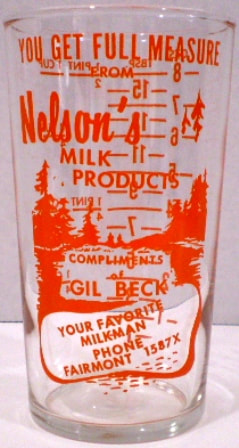 YOU GET FULL MEASURE
FROM
Nelson's
MILK
PRODUCTS
COMPLIMENTS
of
GIL BECK
YOUR FAVORITE
MILKMAN
PHONE
FAIRMONT 1587X